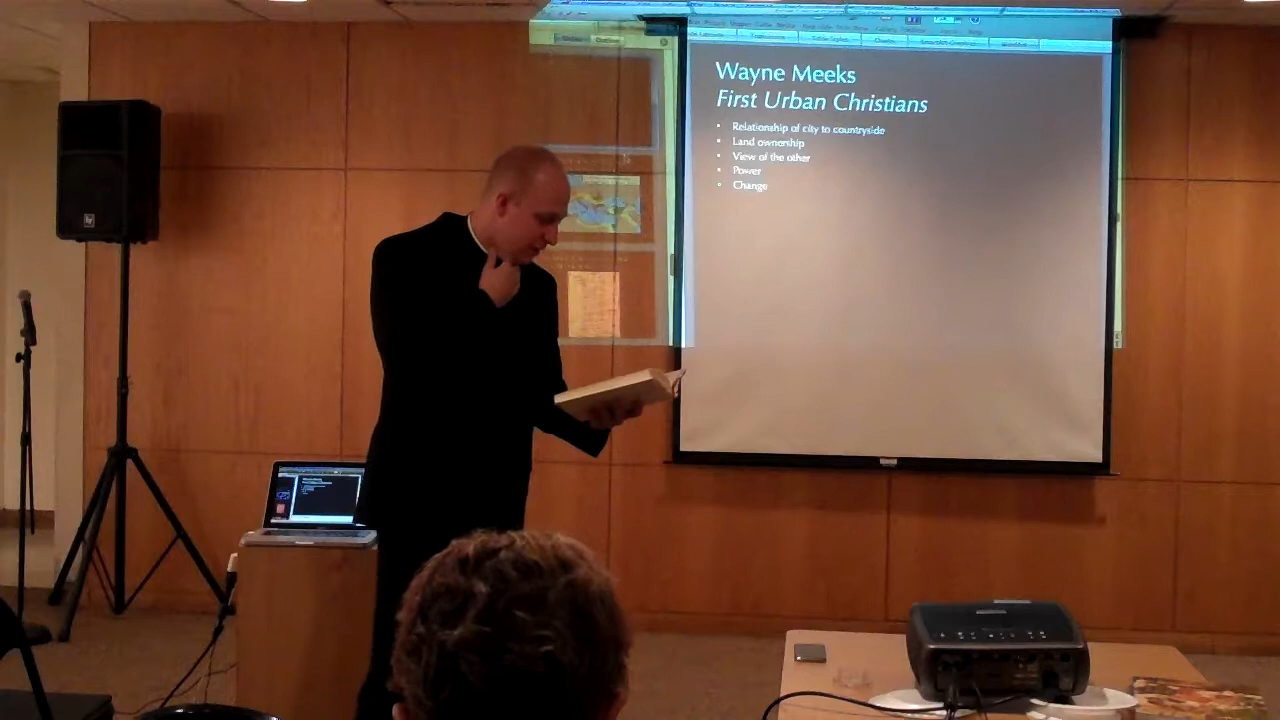 Wayne Meeks
First Urban Christians
• Relationship of city to countryside
• Land ownership
• View of the other
• Power
• Change